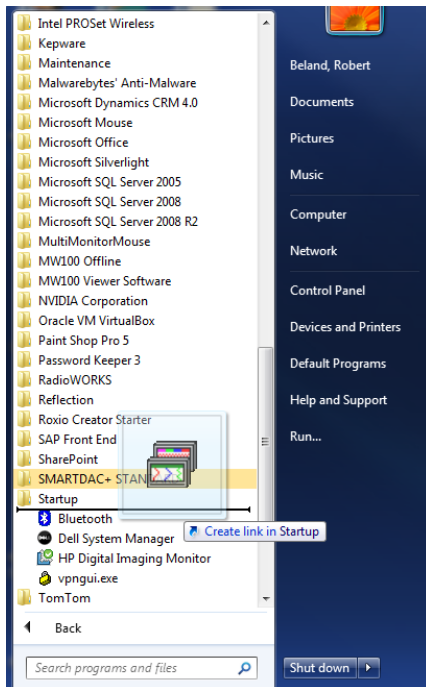 Intel PROSet Wireless
Kepware
Maintenance
Malwarebytes' Anti-Malware
Microsoft Dynamics CRM 4.0
Microsoft Mouse
Microsoft Office
Microsoft Silverlight
Microsoft SQL Server 2005
Microsoft SQL Server 2008
Microsoft SQL Server 2008 R2
MultiMonitorMouse
MW100 Offline
MW100 Viewer Software
NVIDIA Corporation
Oracle VM VirtualBox
Paint Shop Pro 5
Password Keeper 3
RadioWORKS
Reflection
Roxio Creator Starter
SAP Front End
SharePoint
SMARTDAC+
Startup
Bluetooth
Create link in Startup
Dell System Manager
HP Digital Imaging Monitor
vpngui.exe
TomTom
Back
Search programs and files
Beland, Robert
Documents
Pictures
Music
Computer
Network
Control Panel
Devices and Printers
Default Programs
Help and Support
Run...
Shut down